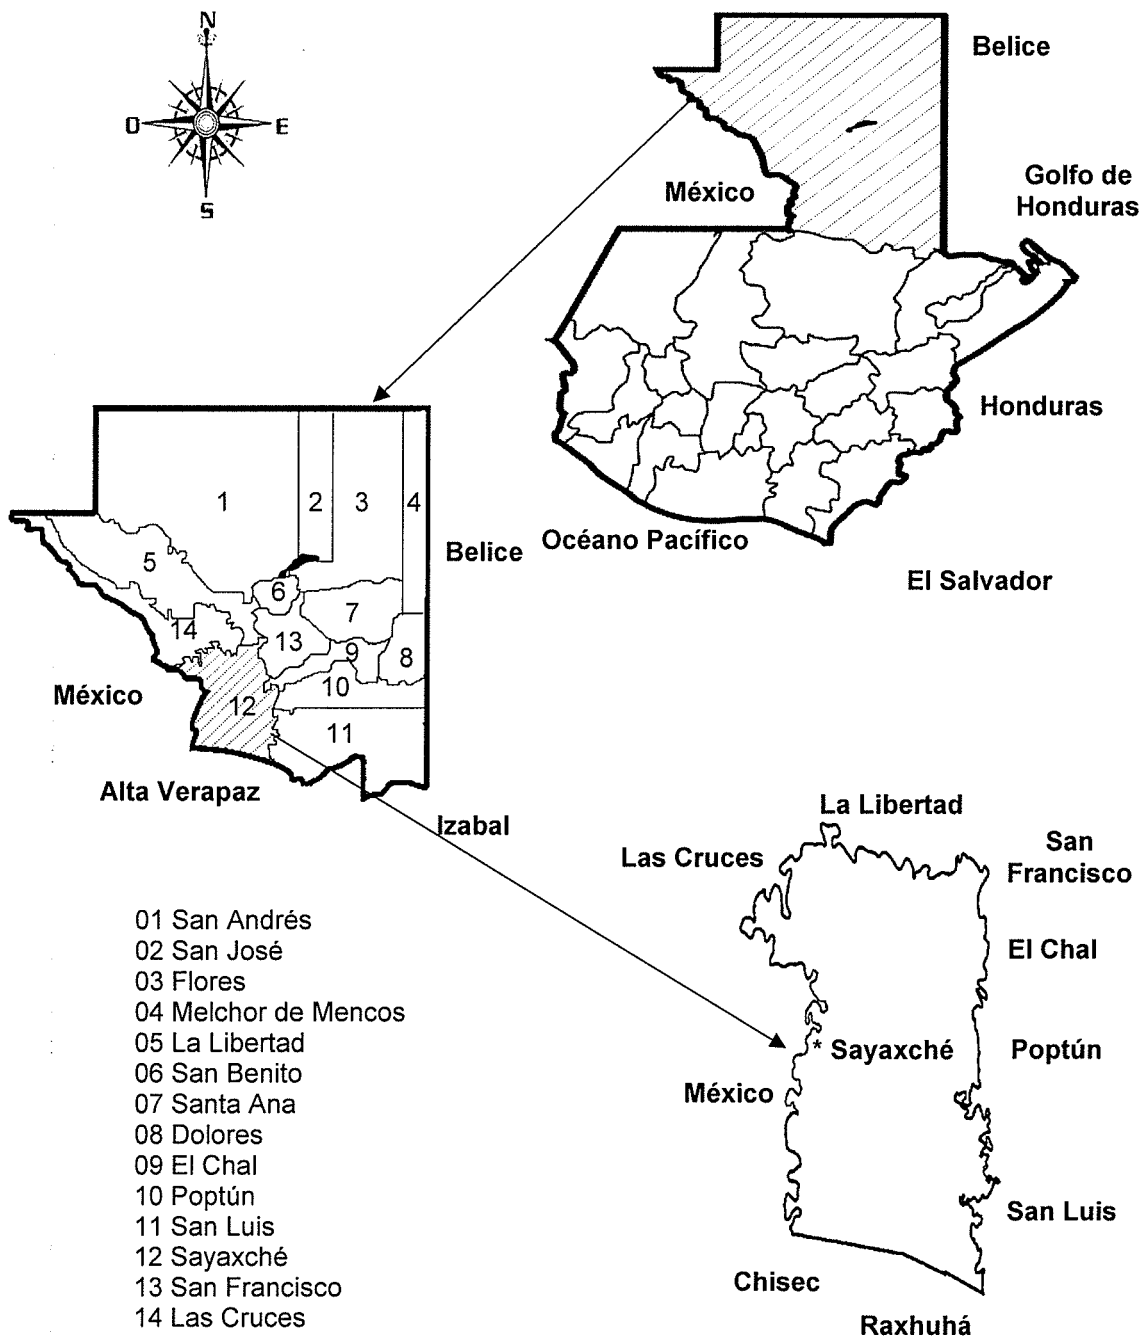 N
O
E
S
Belice
México
Golfo de
Honduras
Honduras
Océano Pacífico
El Salvador
1
2
3
4
5
6
7
8
9
10
11
12
13
14
Belice
México
Alta Verapaz
Izabal
01 San Andrés
02 San José
03 Flores
04 Melchor de Mencos
05 La Libertad
06 San Benito
07 Santa Ana
08 Dolores
09 El Chal
10 Poptún
11 San Luis
12 Sayaxché
13 San Francisco
14 Las Cruces
La Libertad
Las Cruces
San
Francisco
El Chal
* Sayaxché
Poptún
México
San Luis
Chisec
Raxhuhá